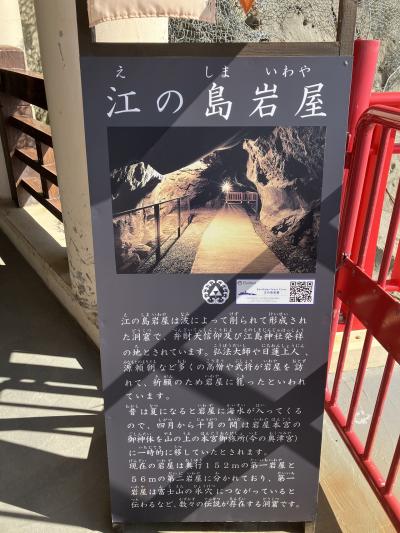 え しま いわや
江の島岩屋
江の島岩屋は波によって削られて形成され
た洞窟で、弁財天信仰及び江島神社発祥
の地とされています。弘法大師や日蓮上人、
源頼朝など多くの高僧や武将が岩屋を訪
れて、祈願のため岩屋に籠ったといわれ
ています。
昔は夏になると岩屋に海水が入ってくる
ので、四月から十月の間は岩屋本宮の
御神体を山の上の本宮御旅所(今の奥津宮)
に一時的に移していたとされます。
現在の岩屋は奥行152mの第一岩屋と
56mの第二岩屋に分かれており、第一
岩屋は富士山の氷穴につながっていると
伝わるなど、数々の伝説が存在する洞窟です。